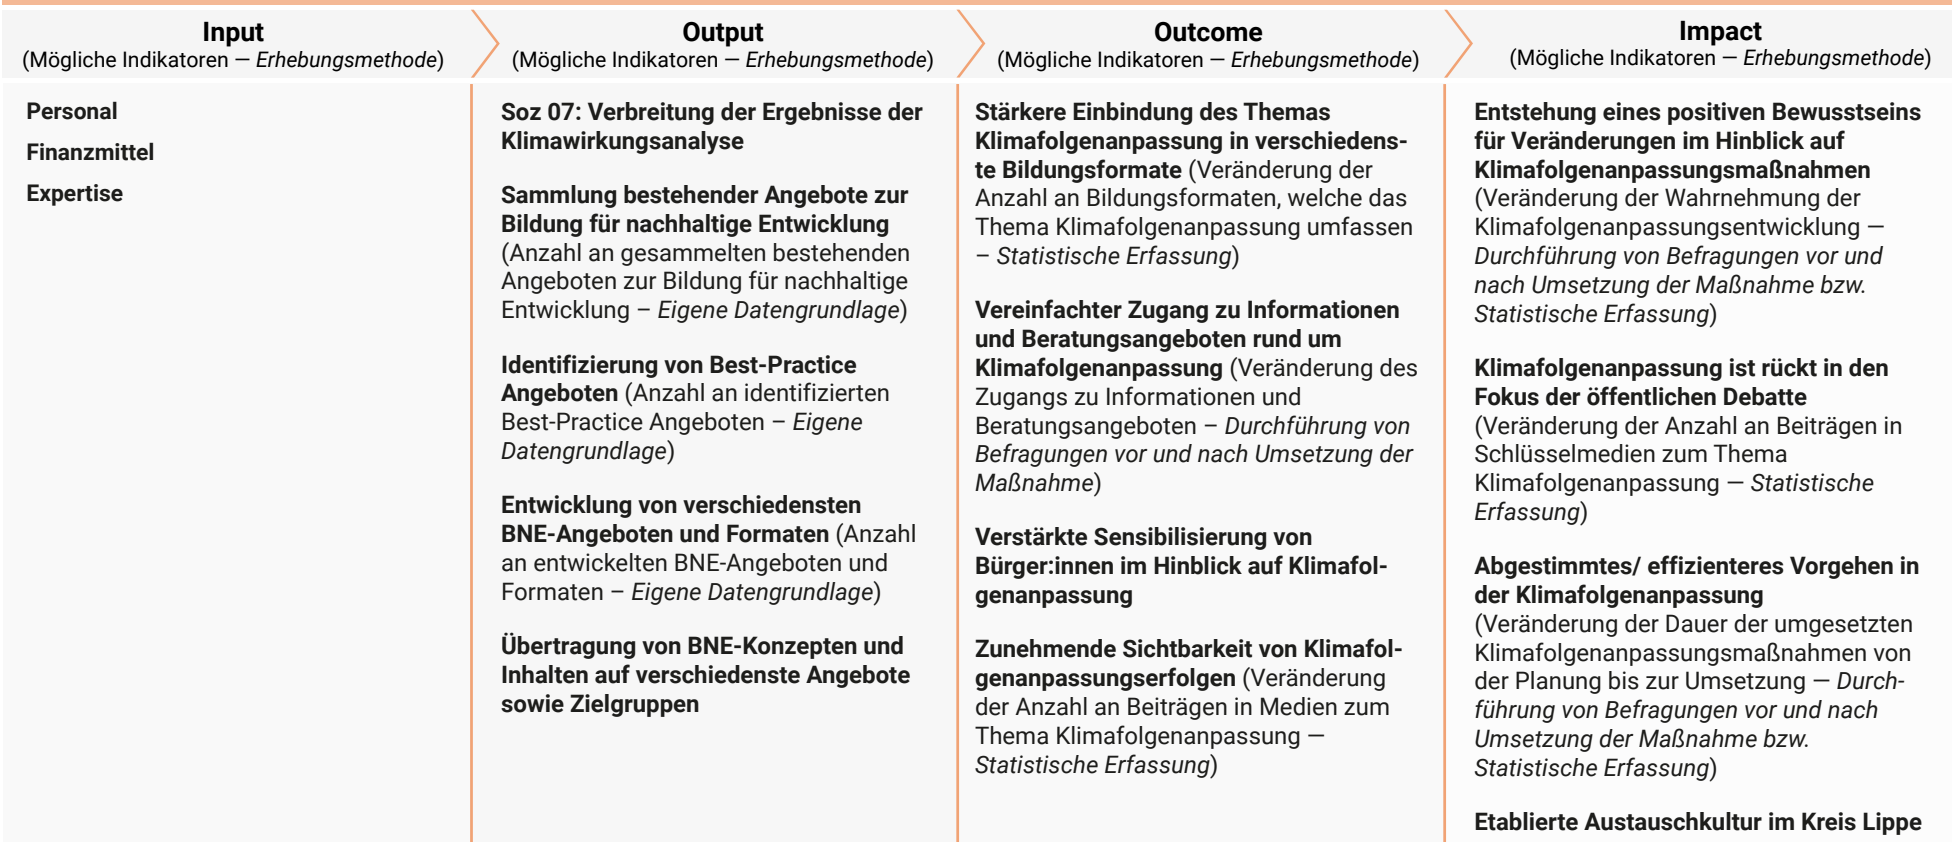 Input
(Mögliche Indikatoren — Erhebungsmethode)
Personal
Finanzmittel
Expertise
Output
(Mögliche Indikatoren — Erhebungsmethode)
Soz 07: Verbreitung der Ergebnisse der
Klimawirkungsanalyse
Sammlung bestehender Angebote zur
Bildung für nachhaltige Entwicklung
(Anzahl an gesammelten bestehenden
Angeboten zur Bildung für nachhaltige
Entwicklung – Eigene Datengrundlage)
Identifizierung von Best-Practice
Angeboten (Anzahl an identifizierten
Best-Practice Angeboten – Eigene
Datengrundlage)
Entwicklung von verschiedensten
BNE-Angeboten und Formaten (Anzahl
an entwickelten BNE-Angeboten und
Formaten – Eigene Datengrundlage)
Übertragung von BNE-Konzepten und
Inhalten auf verschiedenste Angebote
sowie Zielgruppen
Outcome
(Mögliche Indikatoren — Erhebungsmethode)
Stärkere Einbindung des Themas
Klimafolgenanpassung in verschiedens-
te Bildungsformate (Veränderung der
Anzahl an Bildungsformaten, welche das
Thema Klimafolgenanpassung umfassen
– Statistische Erfassung)
Vereinfachter Zugang zu Informationen
und Beratungsangeboten rund um
Klimafolgenanpassung (Veränderung des
Zugangs zu Informationen und
Beratungsangeboten – Durchführung von
Befragungen vor und nach Umsetzung der
Maßnahme)
Verstärkte Sensibilisierung von
Bürger:innen im Hinblick auf Klimafol-
genanpassung
Zunehmende Sichtbarkeit von Klimafol-
genanpassungserfolgen (Veränderung
der Anzahl an Beiträgen in Medien zum
Thema Klimafolgenanpassung —
Statistische Erfassung)
Impact
(Mögliche Indikatoren — Erhebungsmethode)
Entstehung eines positiven Bewusstseins
für Veränderungen im Hinblick auf
Klimafolgenanpassungsmaßnahmen
(Veränderung der Wahrnehmung der
Klimafolgenanpassungsentwicklung —
Durchführung von Befragungen vor und
nach Umsetzung der Maßnahme bzw.
Statistische Erfassung)
Klimafolgenanpassung ist rückt in den
Fokus der öffentlichen Debatte
(Veränderung der Anzahl an Beiträgen in
Schlüsselmedien zum Thema
Klimafolgenanpassung — Statistische
Erfassung)
Abgestimmtes/ effizienteres Vorgehen in
der Klimafolgenanpassung
(Veränderung der Dauer der umgesetzten
Klimafolgenanpassungsmaßnahmen von
der Planung bis zur Umsetzung — Durch-
führung von Befragungen vor und nach
Umsetzung der Maßnahme bzw.
Statistische Erfassung)
Etablierte Austauschkultur im Kreis Lippe